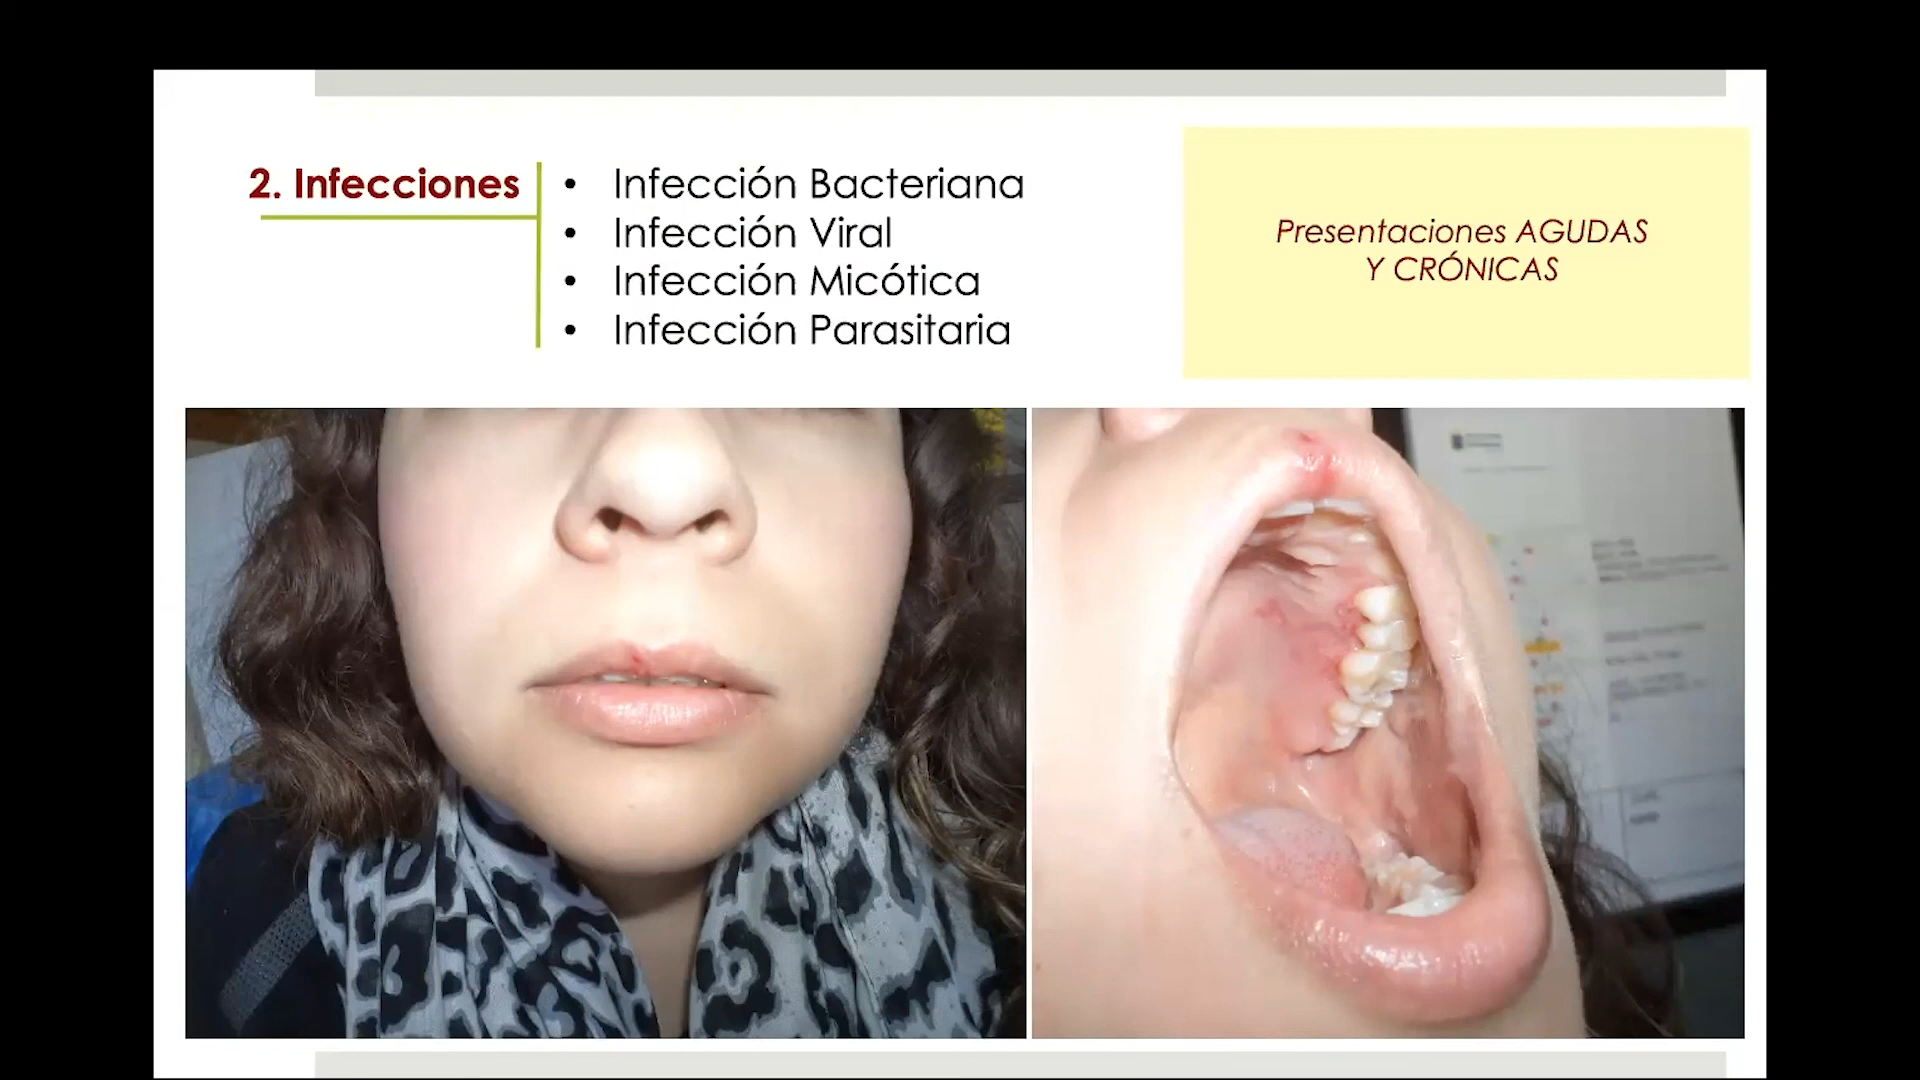 2. Infecciones
• Infección Bacteriana
• Infección Viral
• Infección Micótica
• Infección Parasitaria
Presentaciones AGUDAS
Y CRÓNICAS